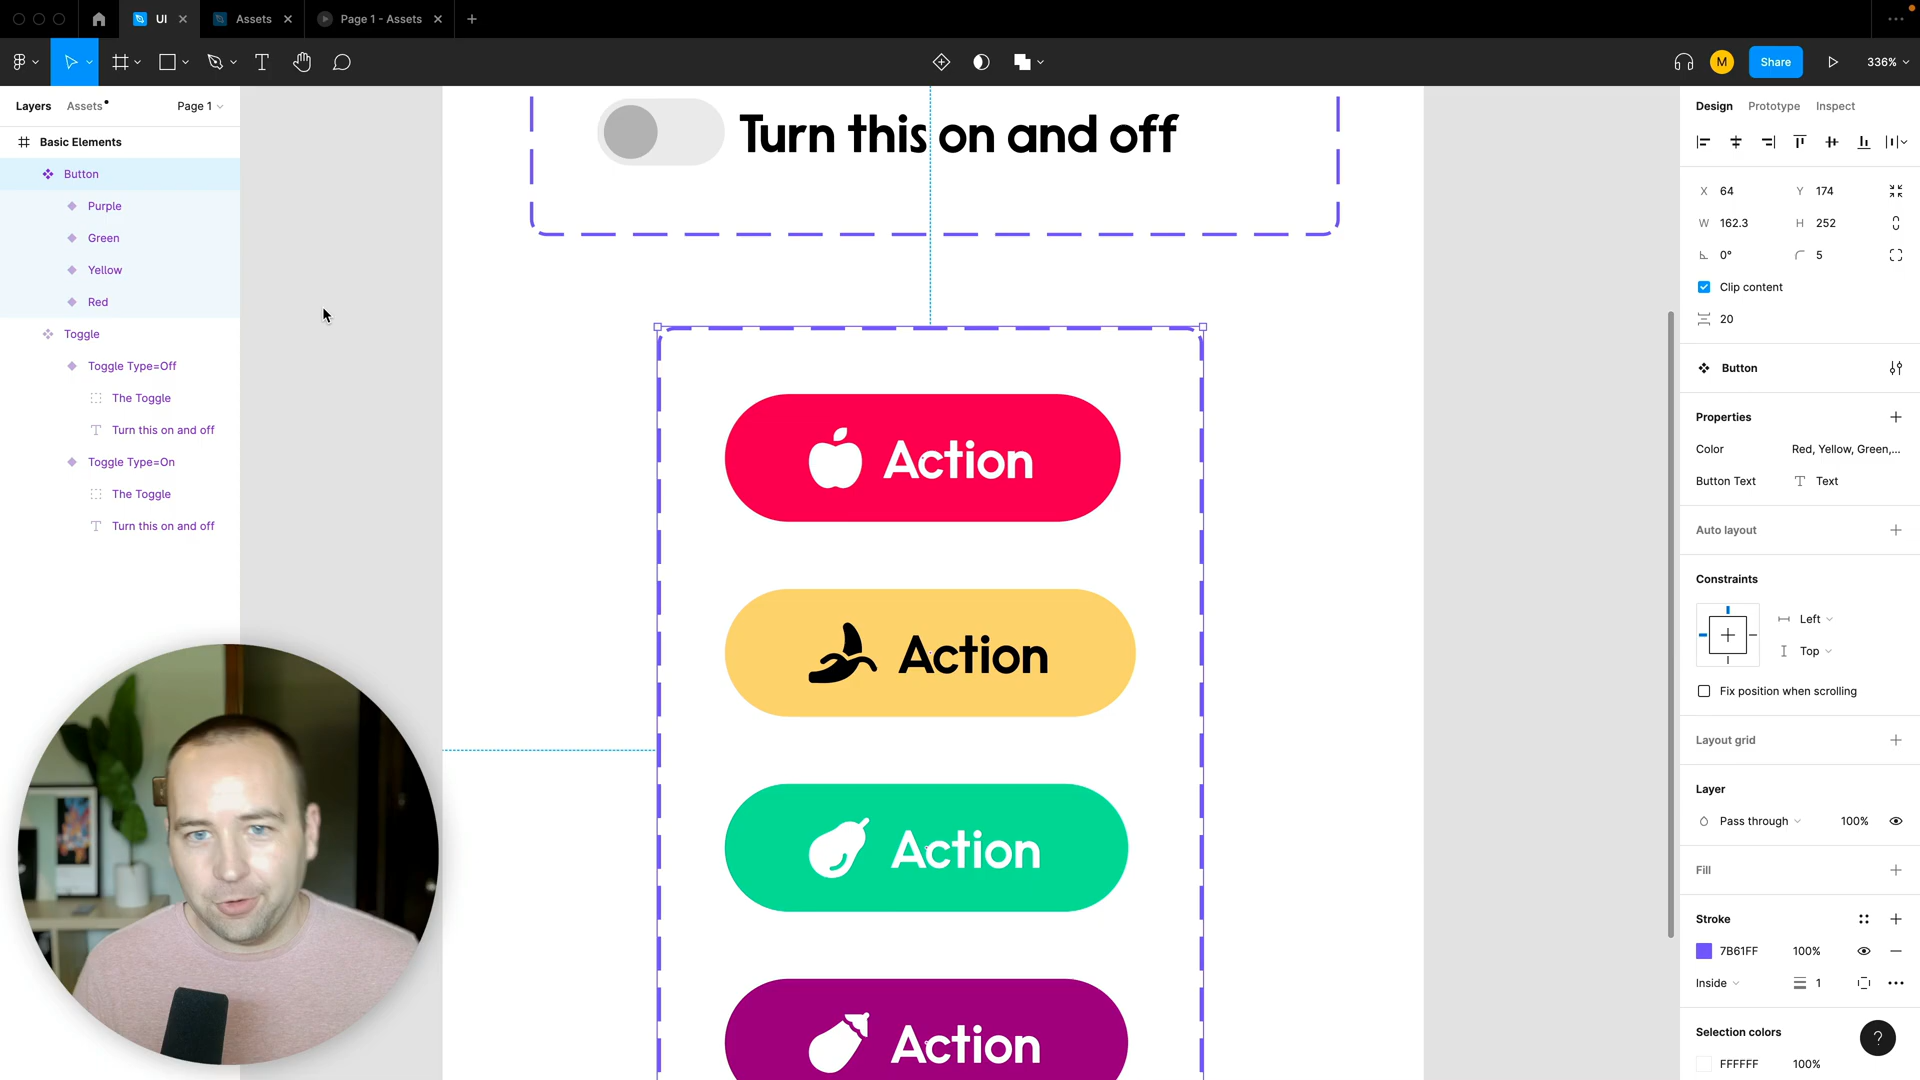 UI
Assets
Page 1 - Assets
M
Share
336%
Layers
Assets
Page 1
Basic Elements
Button
Purple
Green
Yellow
Red
Toggle
Toggle Type=Off
The Toggle
Turn this on and off
Toggle Type=On
The Toggle
Turn this on and off
Turn this on and off
Action
Action
Action
Action
Design
Prototype
Inspect
X 64
Y 174
W 162.3
H 252
0°
5
Clip content
20
Button
Properties
Color
Red, Yellow, Green,...
Button Text
Text
Auto layout
Constraints
Left
Top
Fix position when scrolling
Layout grid
Layer
Pass through
100%
Fill
Stroke
7B61FF
100%
Inside
1
Selection colors
?
FFFFFF
100%